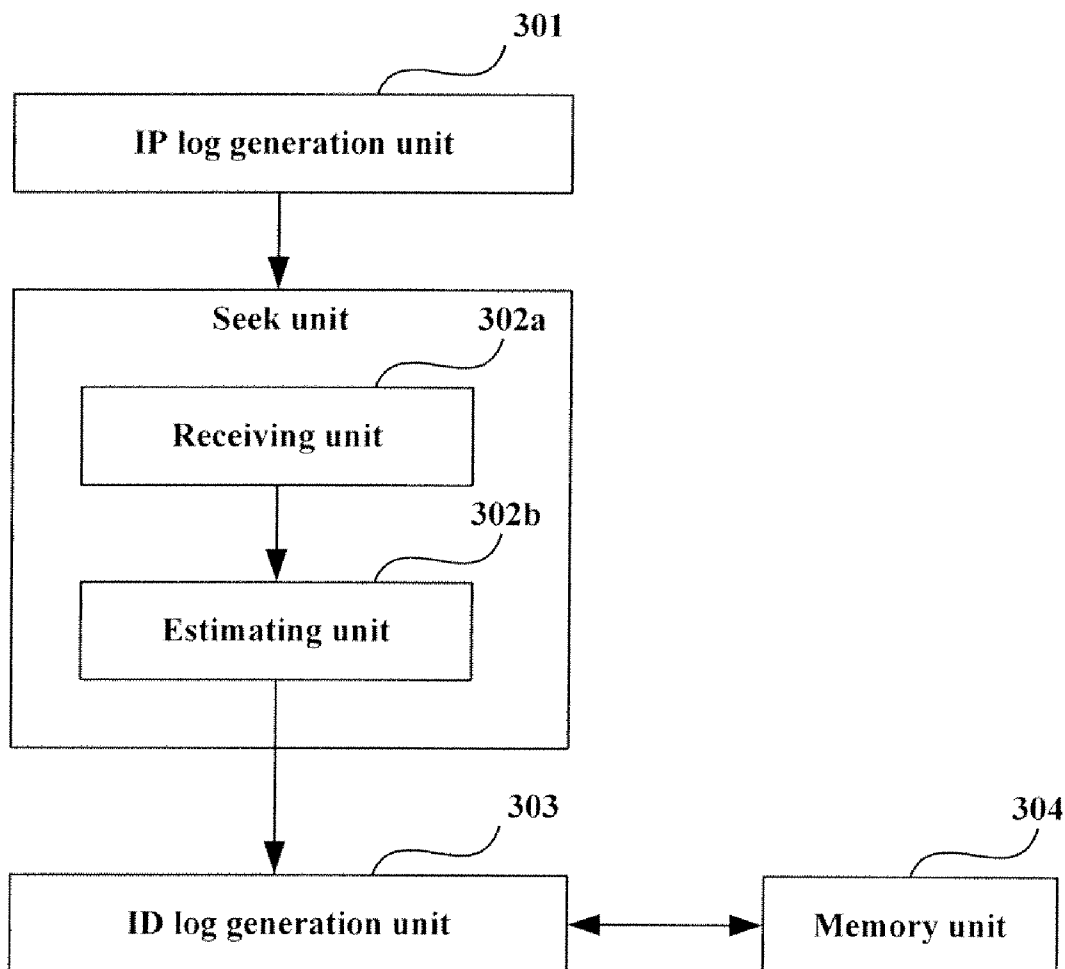 301
IP log generation unit
Seek unit
302a
Receiving unit
302b
Estimating unit
303
304
ID log generation unit
Memory unit